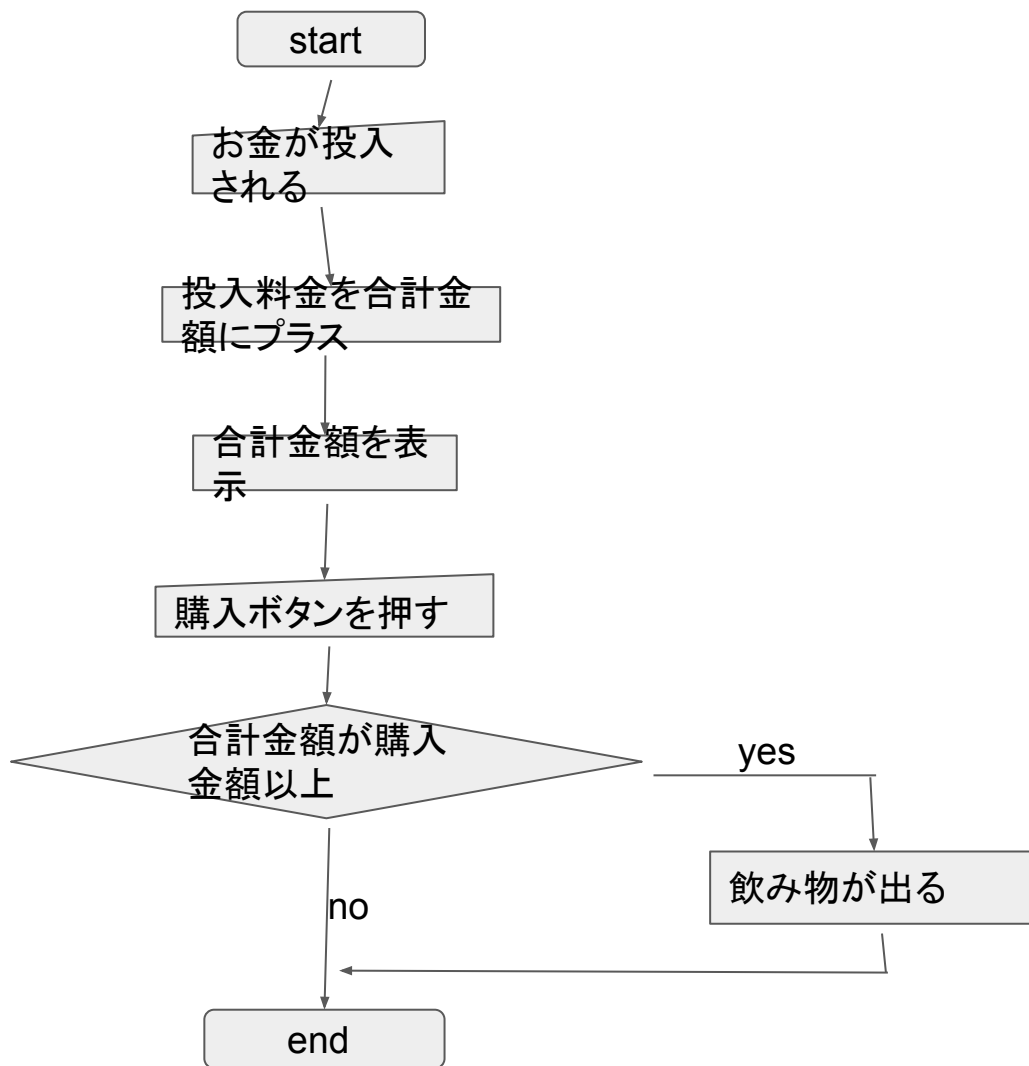 start
お金が投入
される
投入料金を合計金
額にプラス
合計金額を表
示
購入ボタンを押す
合計金額が購入
金額以上
yes
飲み物が出る
no
end